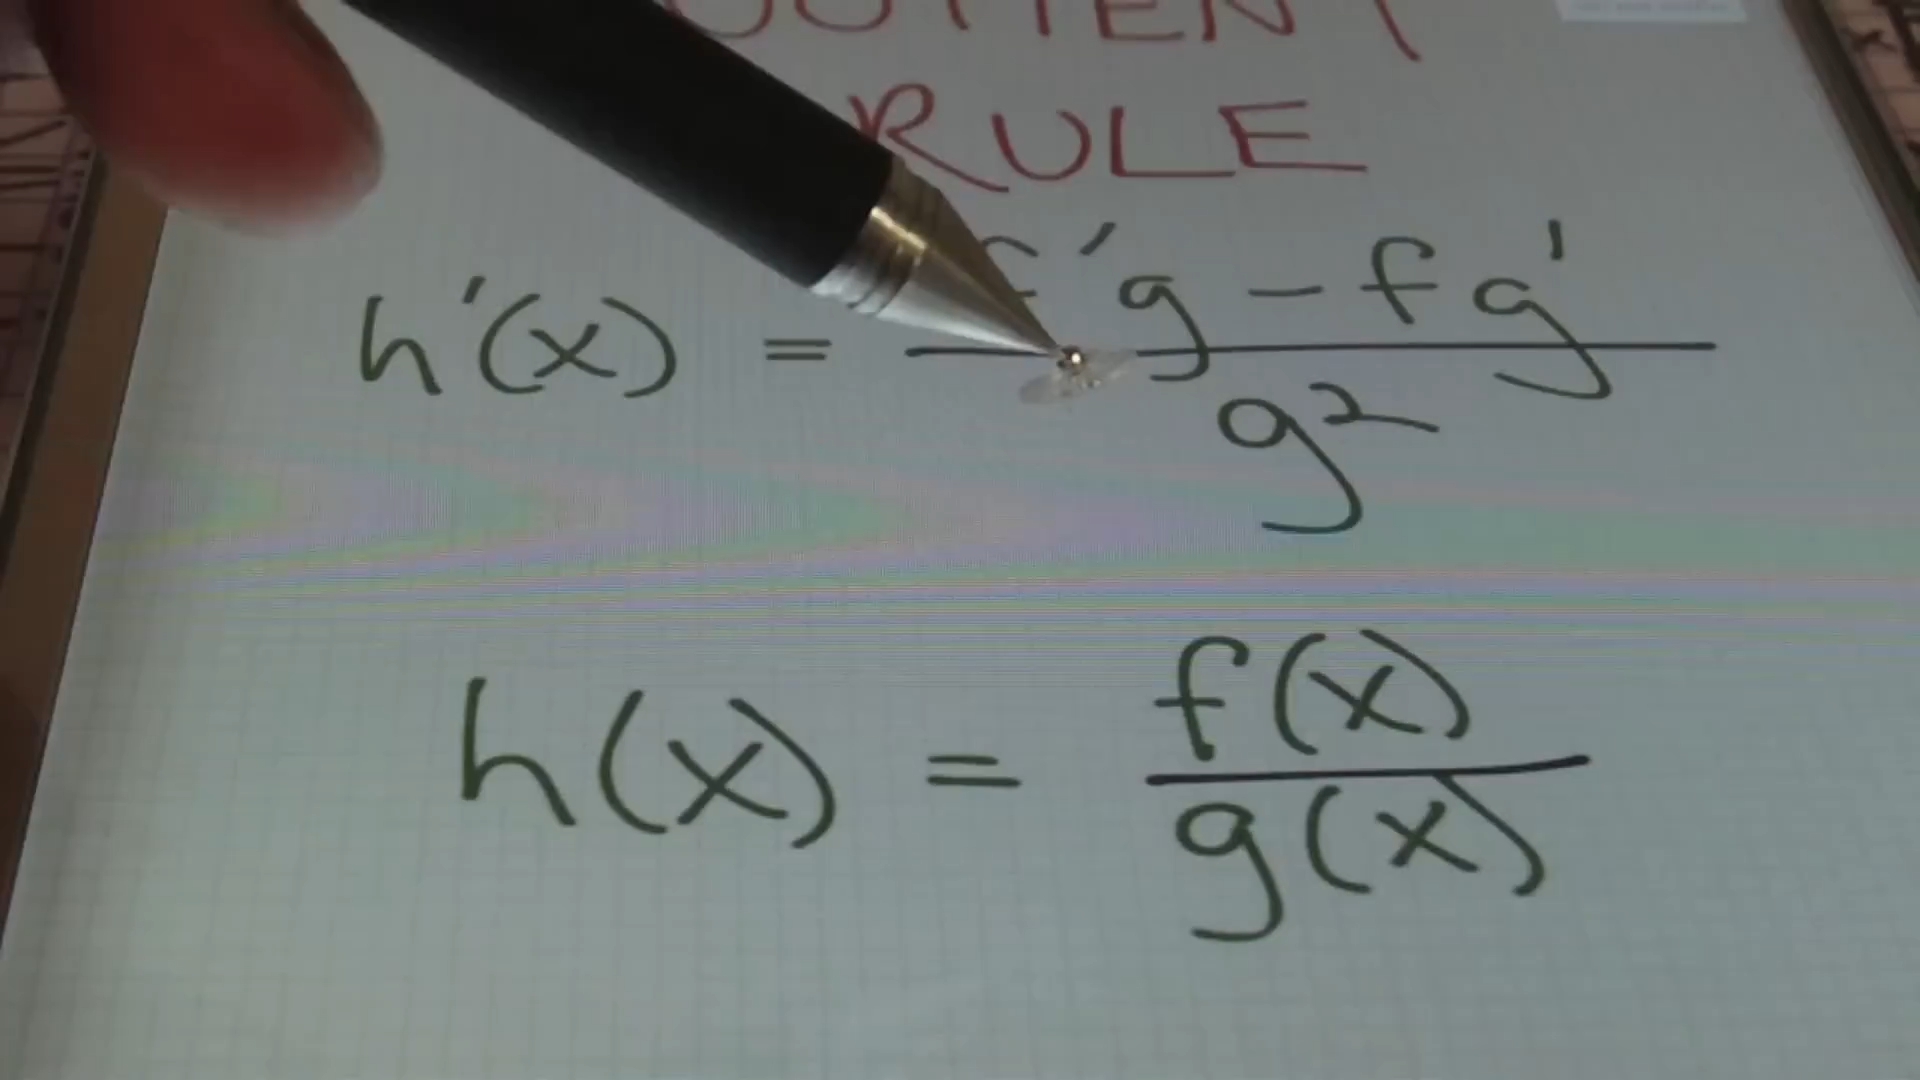 RULE
h'(x) = f'g - fg'
g²
h(x) = f(x)
g(x)